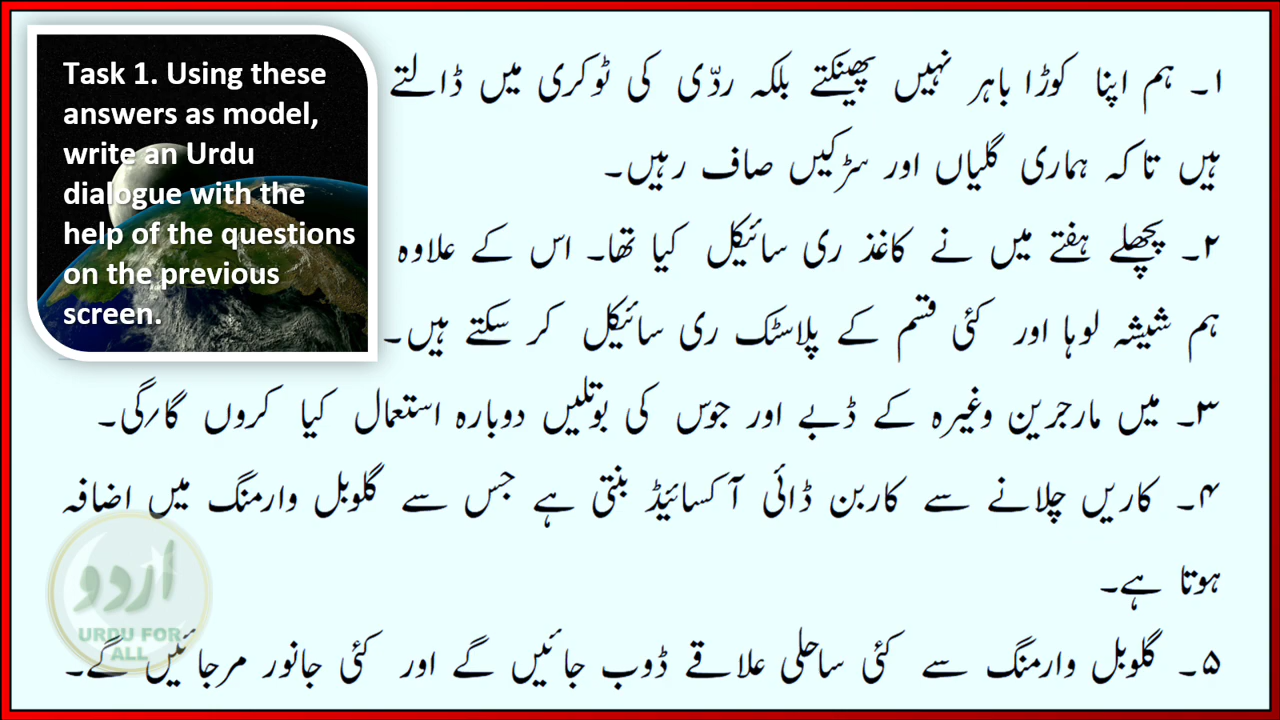 Task 1. Using these
answers as model,
write an Urdu
dialogue with the
help of the questions
on the previous
screen.
۱۔ ہم اپنا کوڑا باہر نہیں پھینکتے بلکہ ردّی کی ٹوکری میں ڈالتے
ہیں تاکہ ہماری گلیاں اور سڑکیں صاف رہیں۔
۲۔ پچھلے ہفتے میں نے کاغذ ری سائیکل کیا تھا۔ اس کے علاوہ
ہم شیشہ لوہا اور کئی قسم کے پلاسٹک ری سائیکل کر سکتے ہیں۔
۳۔ میں مارجرین وغیرہ کے ڈبے اور جوس کی بوتلیں دوبارہ استعمال کیا کروں گا/گی۔
۴۔ کاریں چلانے سے کاربن ڈائی آکسائیڈ بنتی ہے جس سے گلوبل وارمنگ میں اضافہ
ہوتا ہے۔
۵۔ گلوبل وارمنگ سے کئی ساحلی علاقے ڈوب جائیں گے اور کئی جانور مرجائیں گے۔
اردو
URDU FOR
ALL